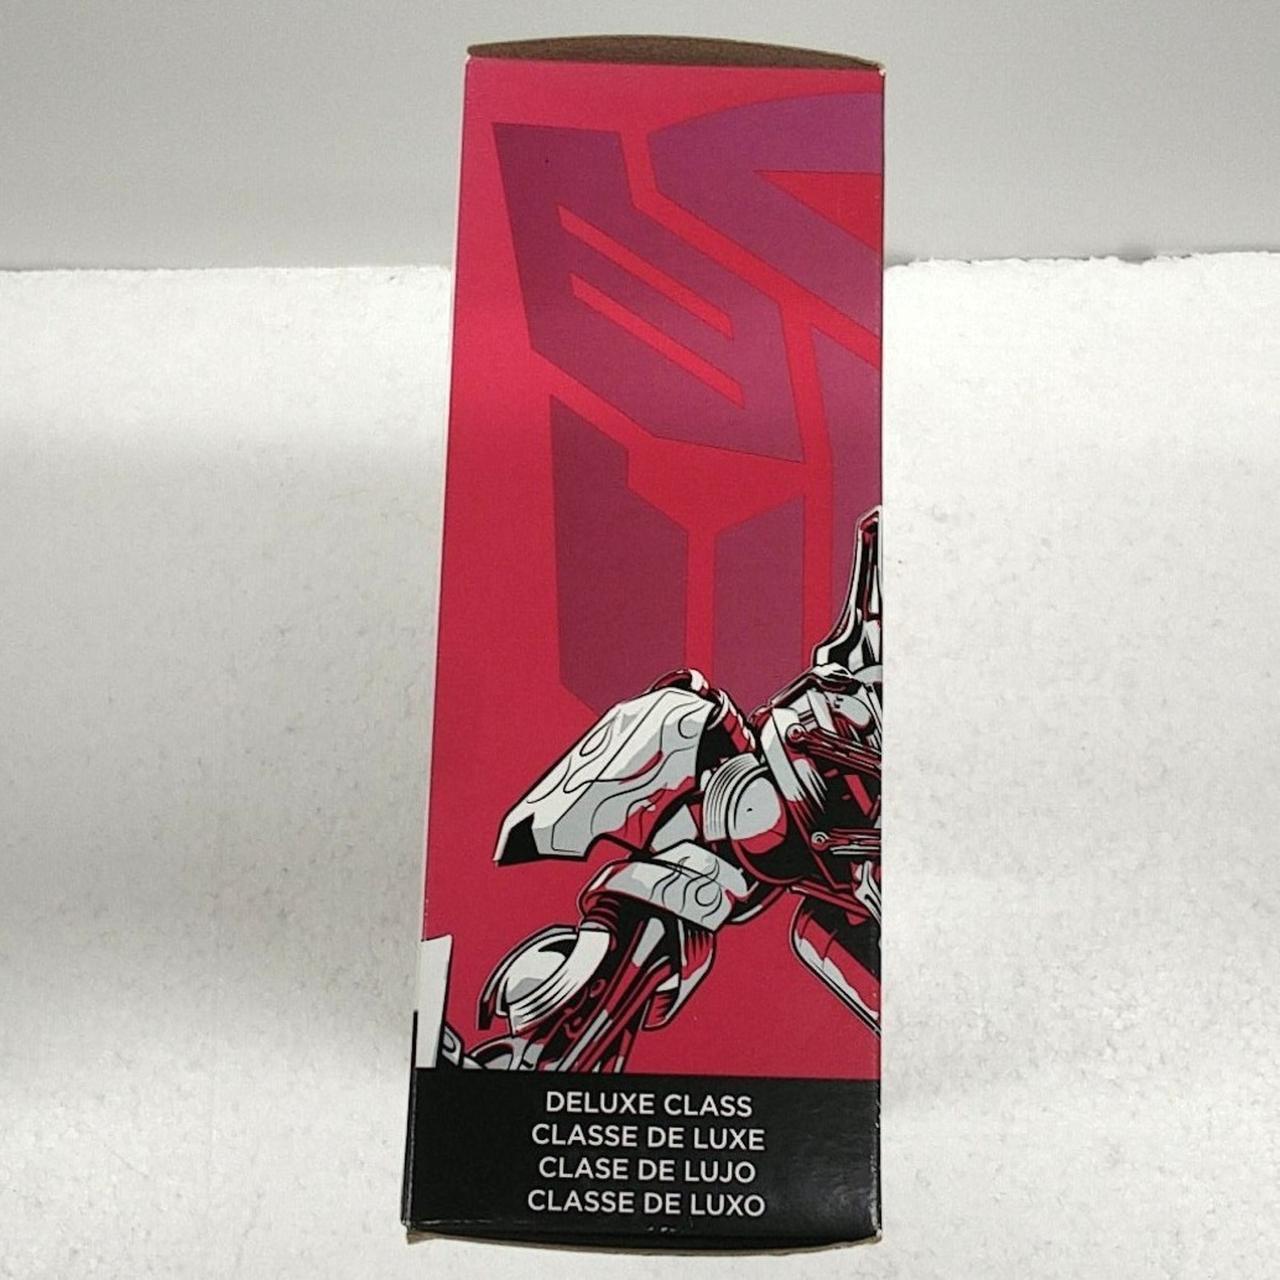 DELUXE CLASS
CLASSE DE LUXE
CLASE DE LUJO
CLASSE DE LUXO